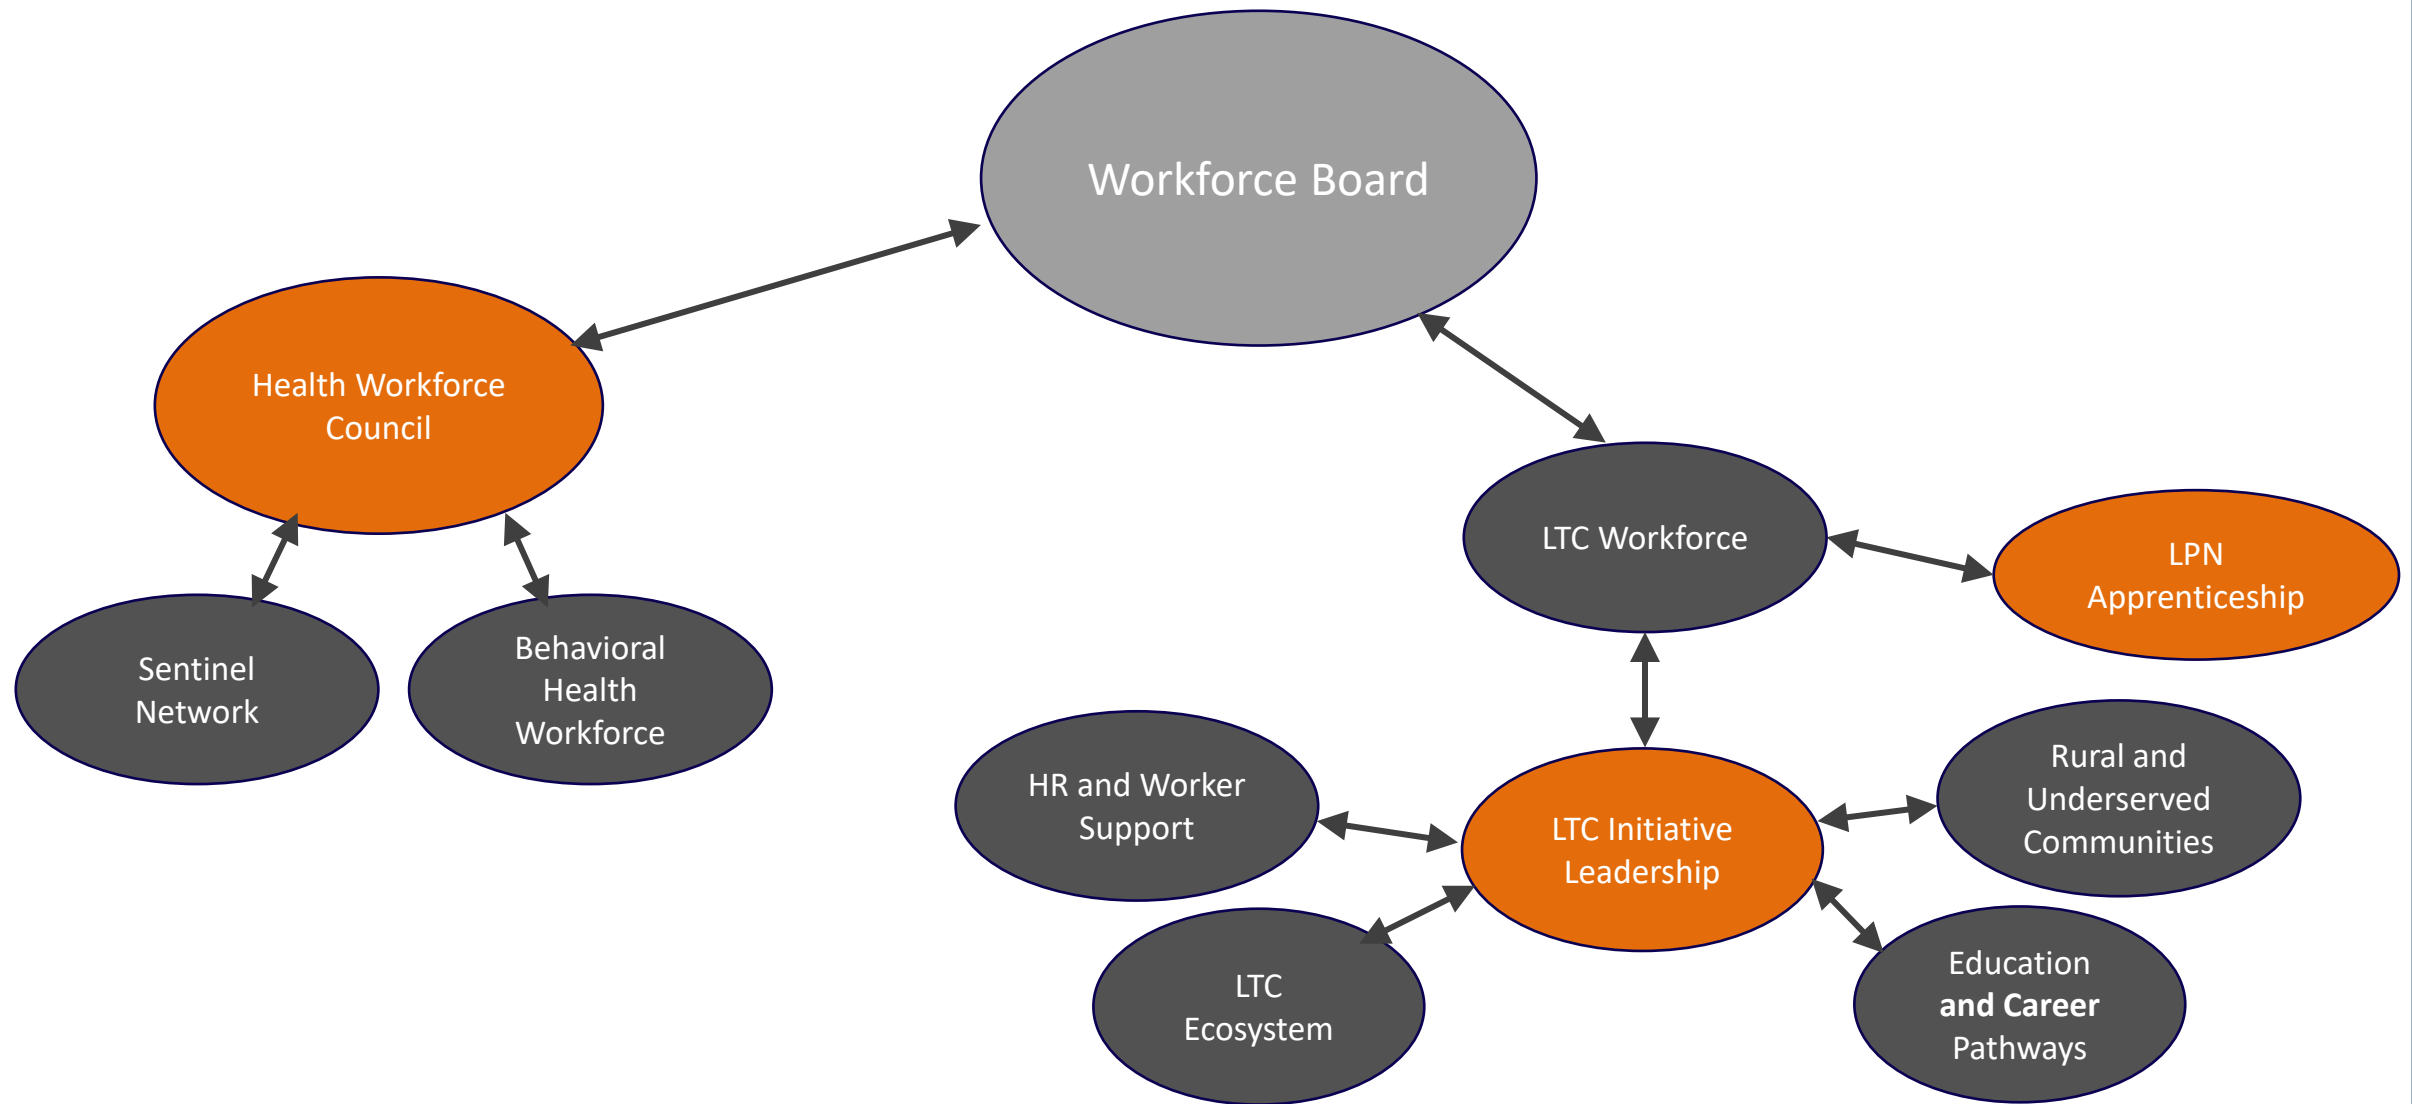 Workforce Board
Health Workforce
Council
LTC Workforce
LPN
Apprenticeship
Sentinel
Network
Behavioral
Health
Workforce
HR and Worker
Support
LTC Initiative
Leadership
Rural and
Underserved
Communities
LTC
Ecosystem
Education
and Career
Pathways